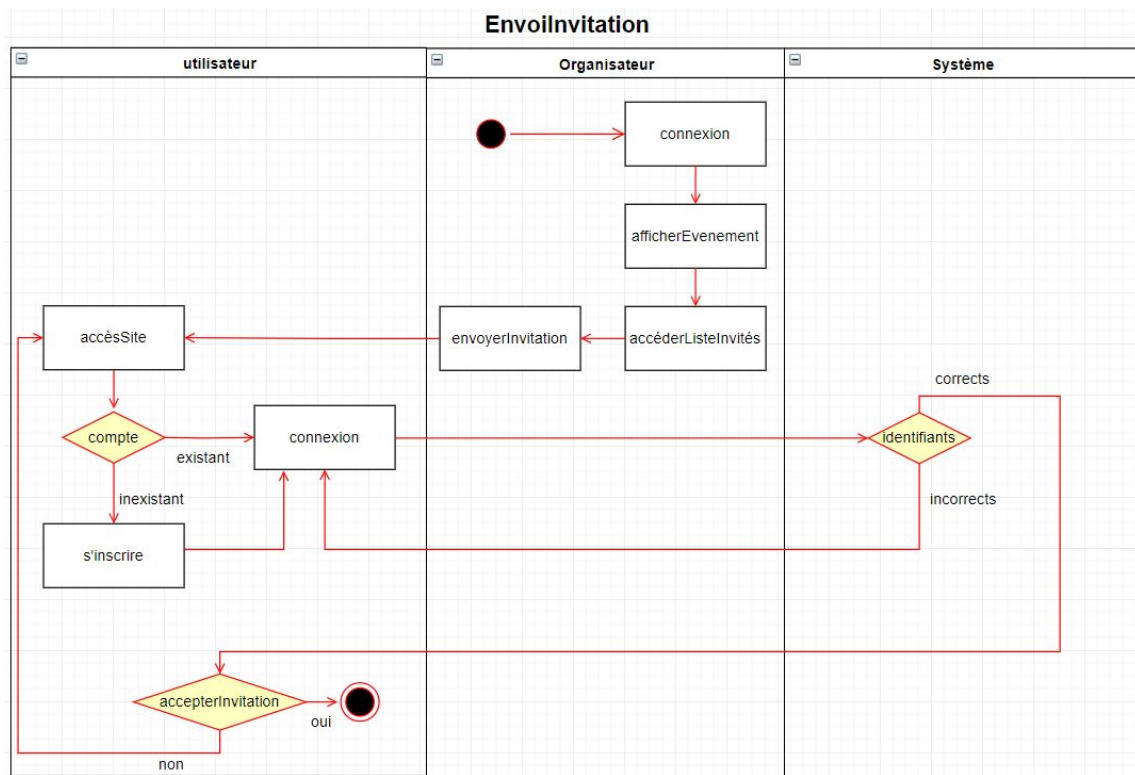 EnvoiInvitation
utilisateur
Organisateur
Système
connexion
afficherEvenement
accèsSite
envoyerInvitation
accéderListeInvités
corrects
compte
existant
connexion
identifiants
inexistant
incorrects
s'inscrire
accepterInvitation
oui
non